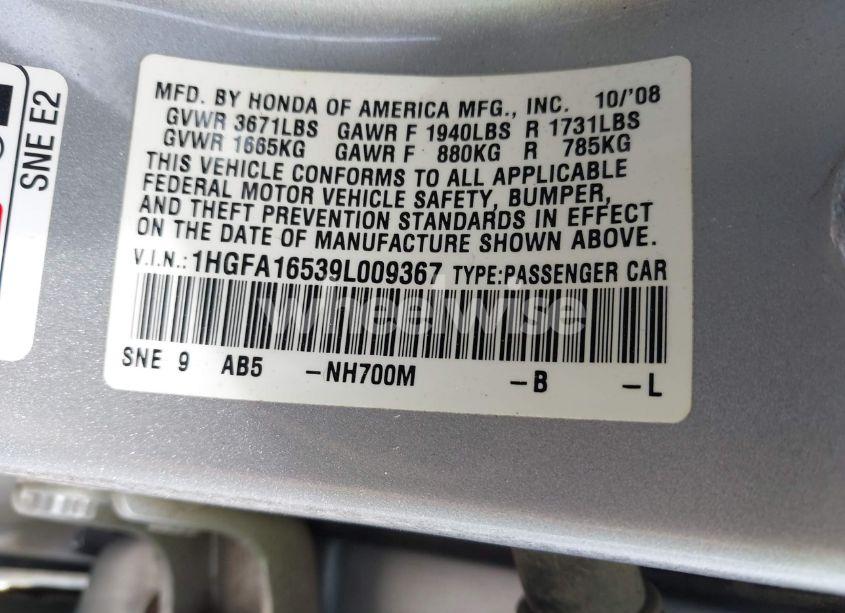 SNE E2
MFD. BY HONDA OF AMERICA MFG., INC. 10/'08
GVWR 3671LBS GAWR F 1940LBS R 1731LBS
GVWR 1665KG GAWR F 880KG R 785KG
THIS VEHICLE CONFORMS TO ALL APPLICABLE
FEDERAL MOTOR VEHICLE SAFETY, BUMPER,
AND THEFT PREVENTION STANDARDS IN EFFECT
ON THE DATE OF MANUFACTURE SHOWN ABOVE.
V.I.N.: 1HGFA16539L009367 TYPE:PASSENGER CAR
wheelwise
SNE 9 AB5 -NH700M -B -L